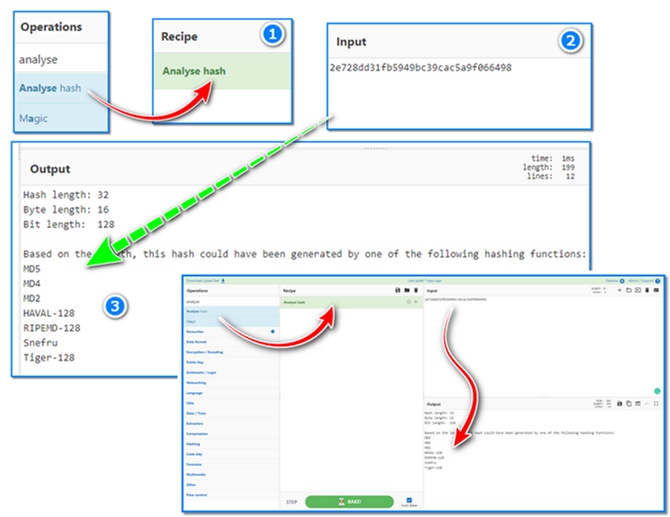 Operations
analyse
Analyse hash
Magic
Recipe
1
Analyse hash
Input
2
2e728dd31fb5949bc39cac5a9f066498
Output
time: 1ms
length: 199
lines: 12
Hash length: 32
Byte length: 16
Bit length: 128
Based on the length, this hash could have been generated by one of the following hashing functions:
MD5
MD4
MD2
HAVAL-128
RIPEMD-128
Snefru
Tiger-128
3
Download CyberChef
Last build: 7 days ago
Options
About / Support
Operations
analyse
Analyse hash
Magic
Favourites
Data format
Encryption / Encoding
Public Key
Arithmetic / Logic
Networking
Language
Utils
Date / Time
Extractors
Compression
Hashing
Code tidy
Forensics
Multimedia
Other
Flow control
Recipe
Analyse hash
STEP
BAKE!
Auto Bake
Input
2e728dd31fb5949bc39cac5a9f066498
Output
Hash length: 32
Byte length: 16
Bit length: 128
Based on the length, this hash could have been generated by one of the following hashing functions:
MD5
MD4
MD2
HAVAL-128
RIPEMD-128
Snefru
Tiger-128